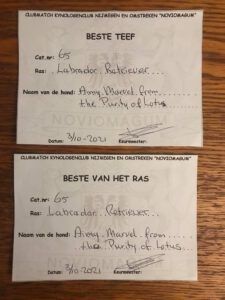 CLUBMATCH KYNOLOGENCLUB NIJMEGEN EN OMSTREKEN "NOVIOMAGUM"
BESTE TEEF
Cat.nr: 65
Ras: Labrador Retriever
Naam van de hond: Amy Marvel from
the Purity of Lotus
Datum: 3/10-2021 Keurmeester:
CLUBMATCH KYNOLOGENCLUB NIJMEGEN EN OMSTREKEN "NOVIOMAGUM"
BESTE VAN HET RAS
Cat.nr: 65
Ras: Labrador Retriever
Naam van de hond: Amy Marvel from
the Purity of Lotus
Datum: 3/10-2021 Keurmeester: